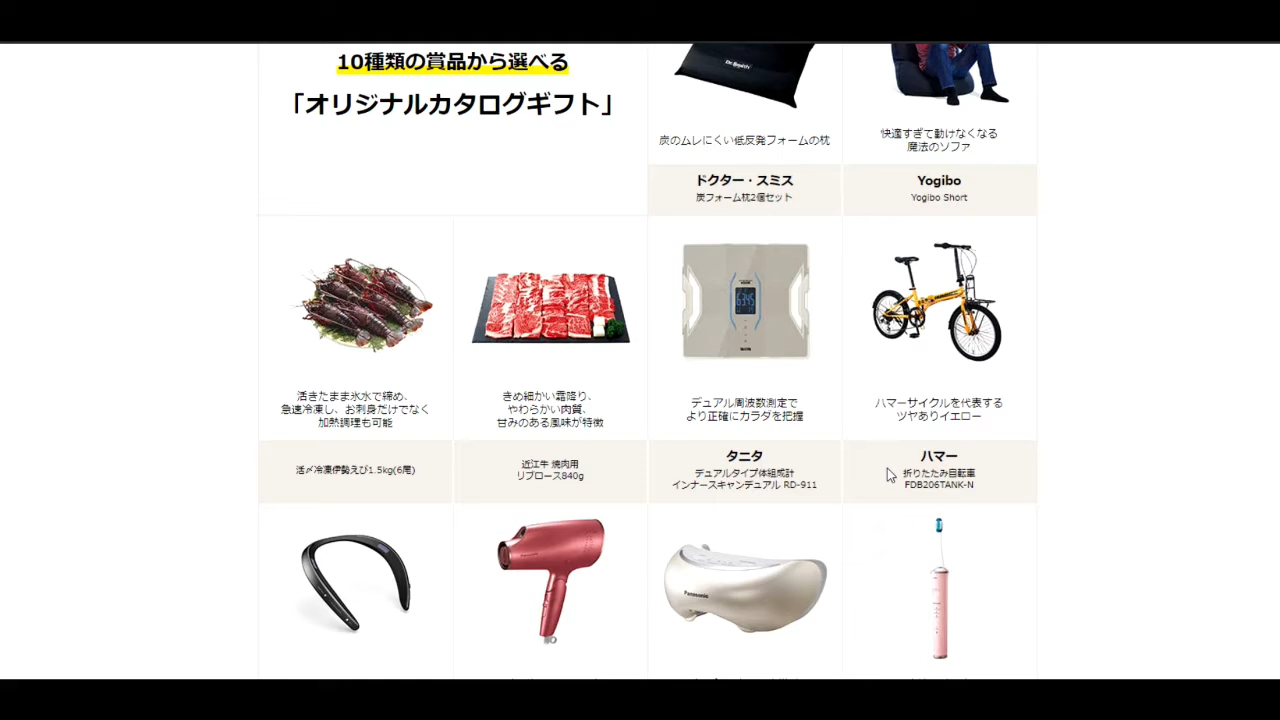 10種類の賞品から選べる
「オリジナルカタログギフト」
Dr.Smith
炭のムレにくい低反発フォームの枕
ドクター・スミス
炭フォーム枕2個セット
快適すぎて動けなくなる
魔法のソファ
Yogibo
Yogibo Short
活きたまま氷水で締め、
急速冷凍し、お刺身だけでなく
加熱調理も可能
活〆冷凍伊勢えび1.5kg(6尾)
きめ細かい霜降り、
やわらかい肉質、
甘みのある風味が特徴
近江牛 焼肉用
リブロース840g
デュアル周波数測定で
より正確にカラダを把握
タニタ
デュアルタイプ体組成計
インナースキャンデュアル RD-911
ハマーサイクルを代表する
ツヤありイエロー
ハマー
折りたたみ自転車
FDB206TANK-N
Panasonic
Panasonic